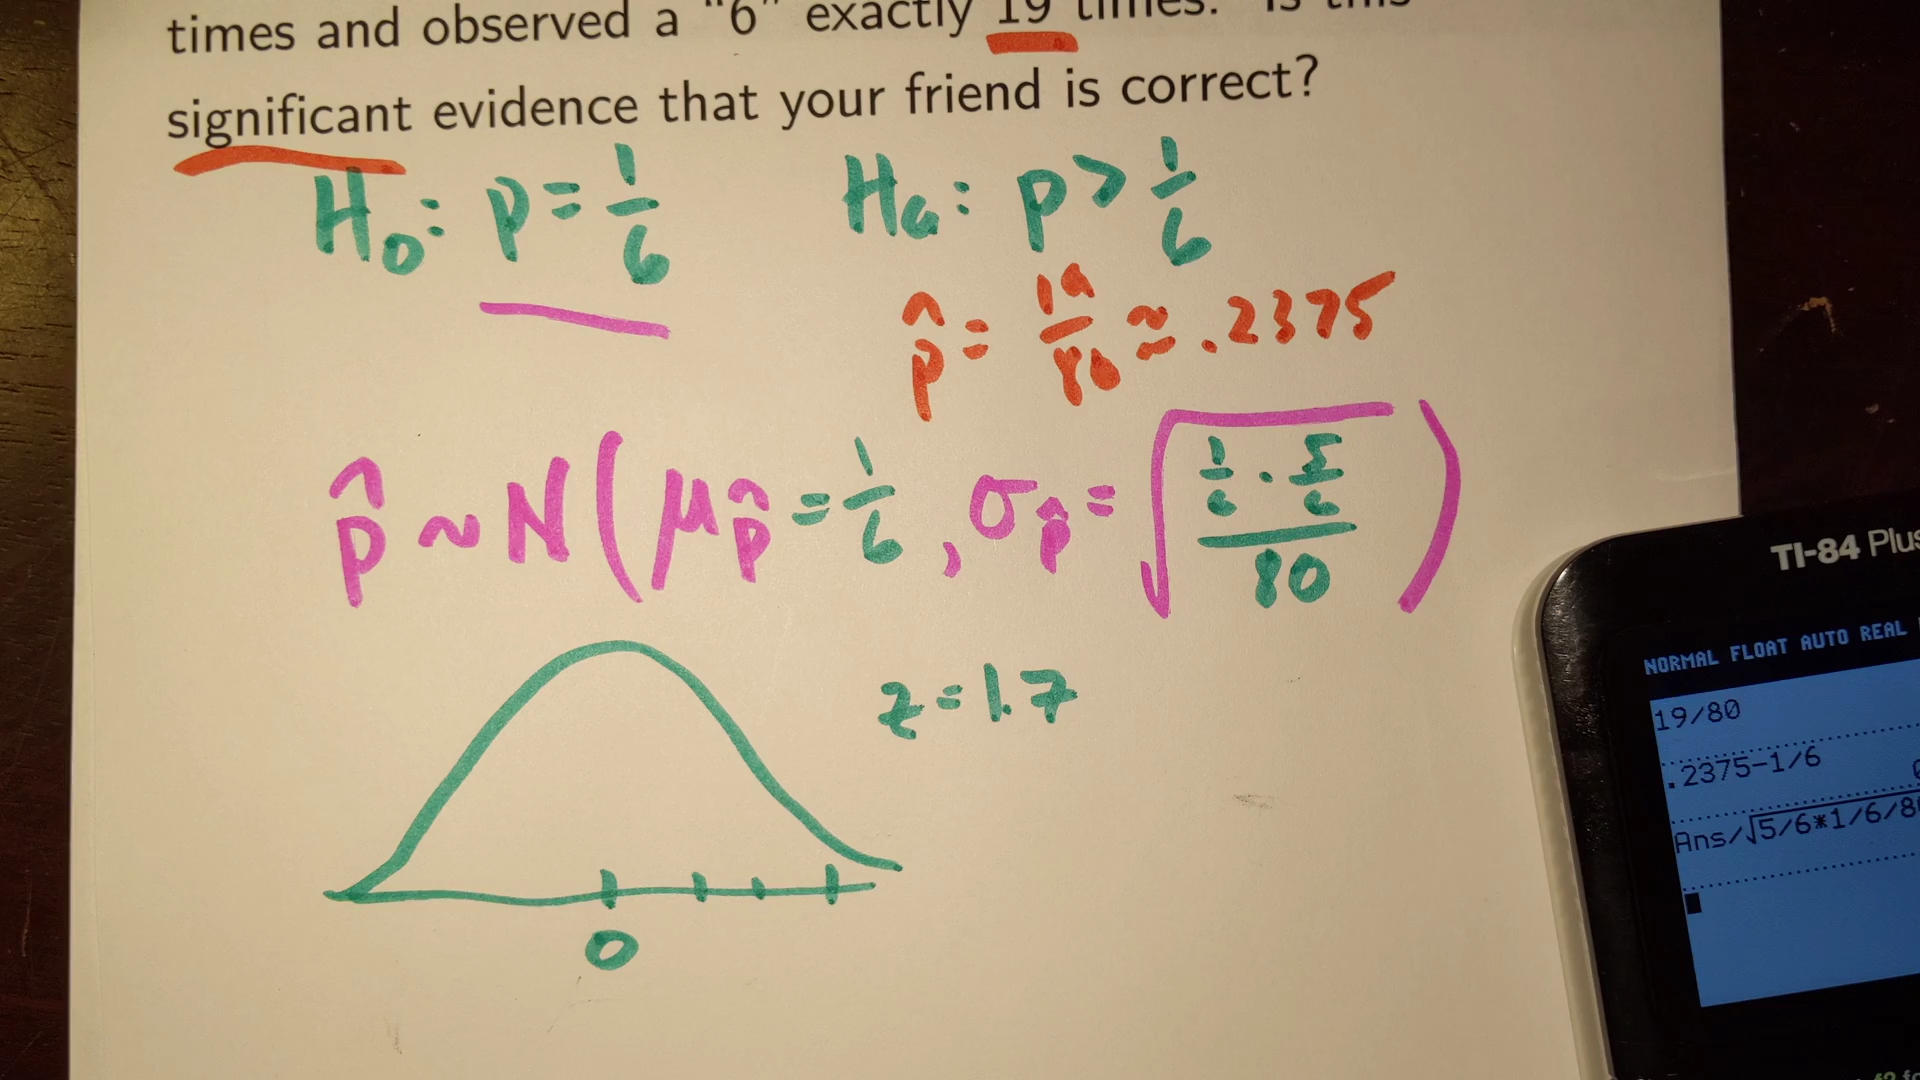 times and observed a "6" exactly 19 times. Is this
significant evidence that your friend is correct?
H₀: p = 1/6 Hₐ: p > 1/6
p̂ = 19/80 ≈ .2375
p̂ ~ N(μp̂ = 1/6, σp̂ = √(1/6 · 5/6 / 80))
z = 1.7
0
TI-84 Plus
NORMAL FLOAT AUTO REAL
19/80
.2375-1/6
Ans/√5/6*1/6/8